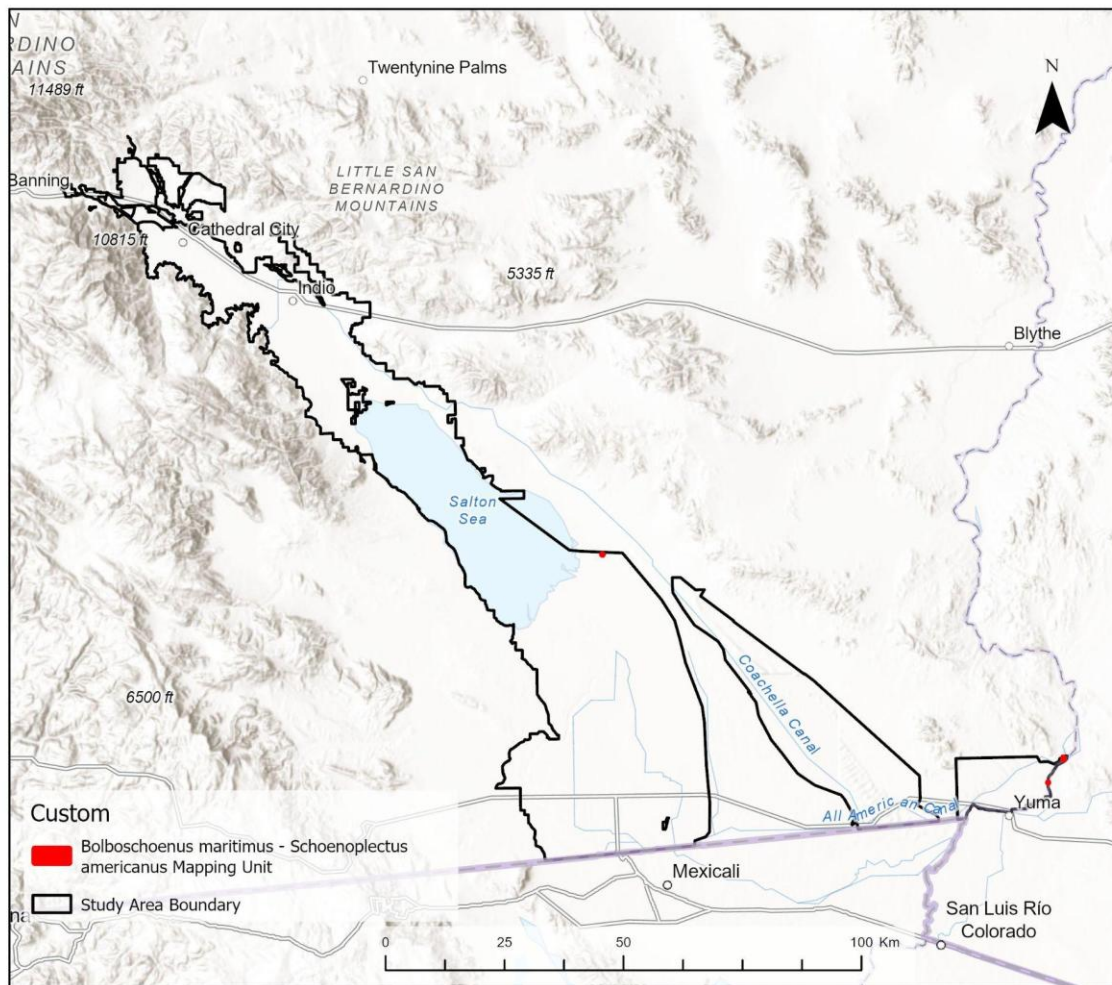 N
RDINO
AINS
11489 ft
Twentynine Palms
N
LITTLE SAN
BERNARDINO
MOUNTAINS
Banning
10815 ft
Cathedral City
5335 ft
Indio
Blythe
Salton
Sea
6500 ft
Coachella Canal
All American Canal
Yuma
Custom
Bolboschoenus maritimus - Schoenoplectus
americanus Mapping Unit
Study Area Boundary
Mexicali
San Luis Río
Colorado
na
0 25 50 100 Km